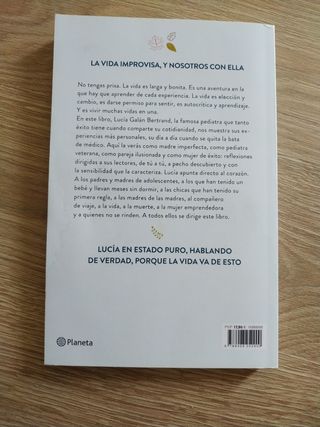 LA VIDA IMPROVISA, Y NOSOTROS CON ELLA
No tengas prisa. La vida es larga y bonita. Es una aventura en la
que hay que aprender de cada experiencia. La vida es elección y
cambio, es darse permiso para sentir, es autocrítica y aprendizaje.
Y es vivir muchas vidas en una.
En este libro, Lucía Galán Bertrand, la famosa pediatra que tanto
éxito tiene cuando comparte su cotidianidad, nos muestra sus ex-
periencias más personales, su día a día cuando se quita la bata
de médico. Aquí la verás como madre imperfecta, como pediatra
veterana, como pareja ilusionada y como mujer de éxito: reflexiones
dirigidas a sus lectores, de tú a tú, a pecho descubierto y con
la sensibilidad que la caracteriza. Lucía apunta directo al corazón.
A los padres y madres de adolescentes, a los que han tenido un
bebé y llevan meses sin dormir, a las chicas que han tenido su
primera regla, a las madres de las madres, al compañero
de viaje, a la vida, a la muerte, a la mujer emprendedora
y a quienes no se rinden. A todos ellos se dirige este libro.
LUCÍA EN ESTADO PURO, HABLANDO
DE VERDAD, PORQUE LA VIDA VA DE ESTO
Planeta
PVP 17,90 €